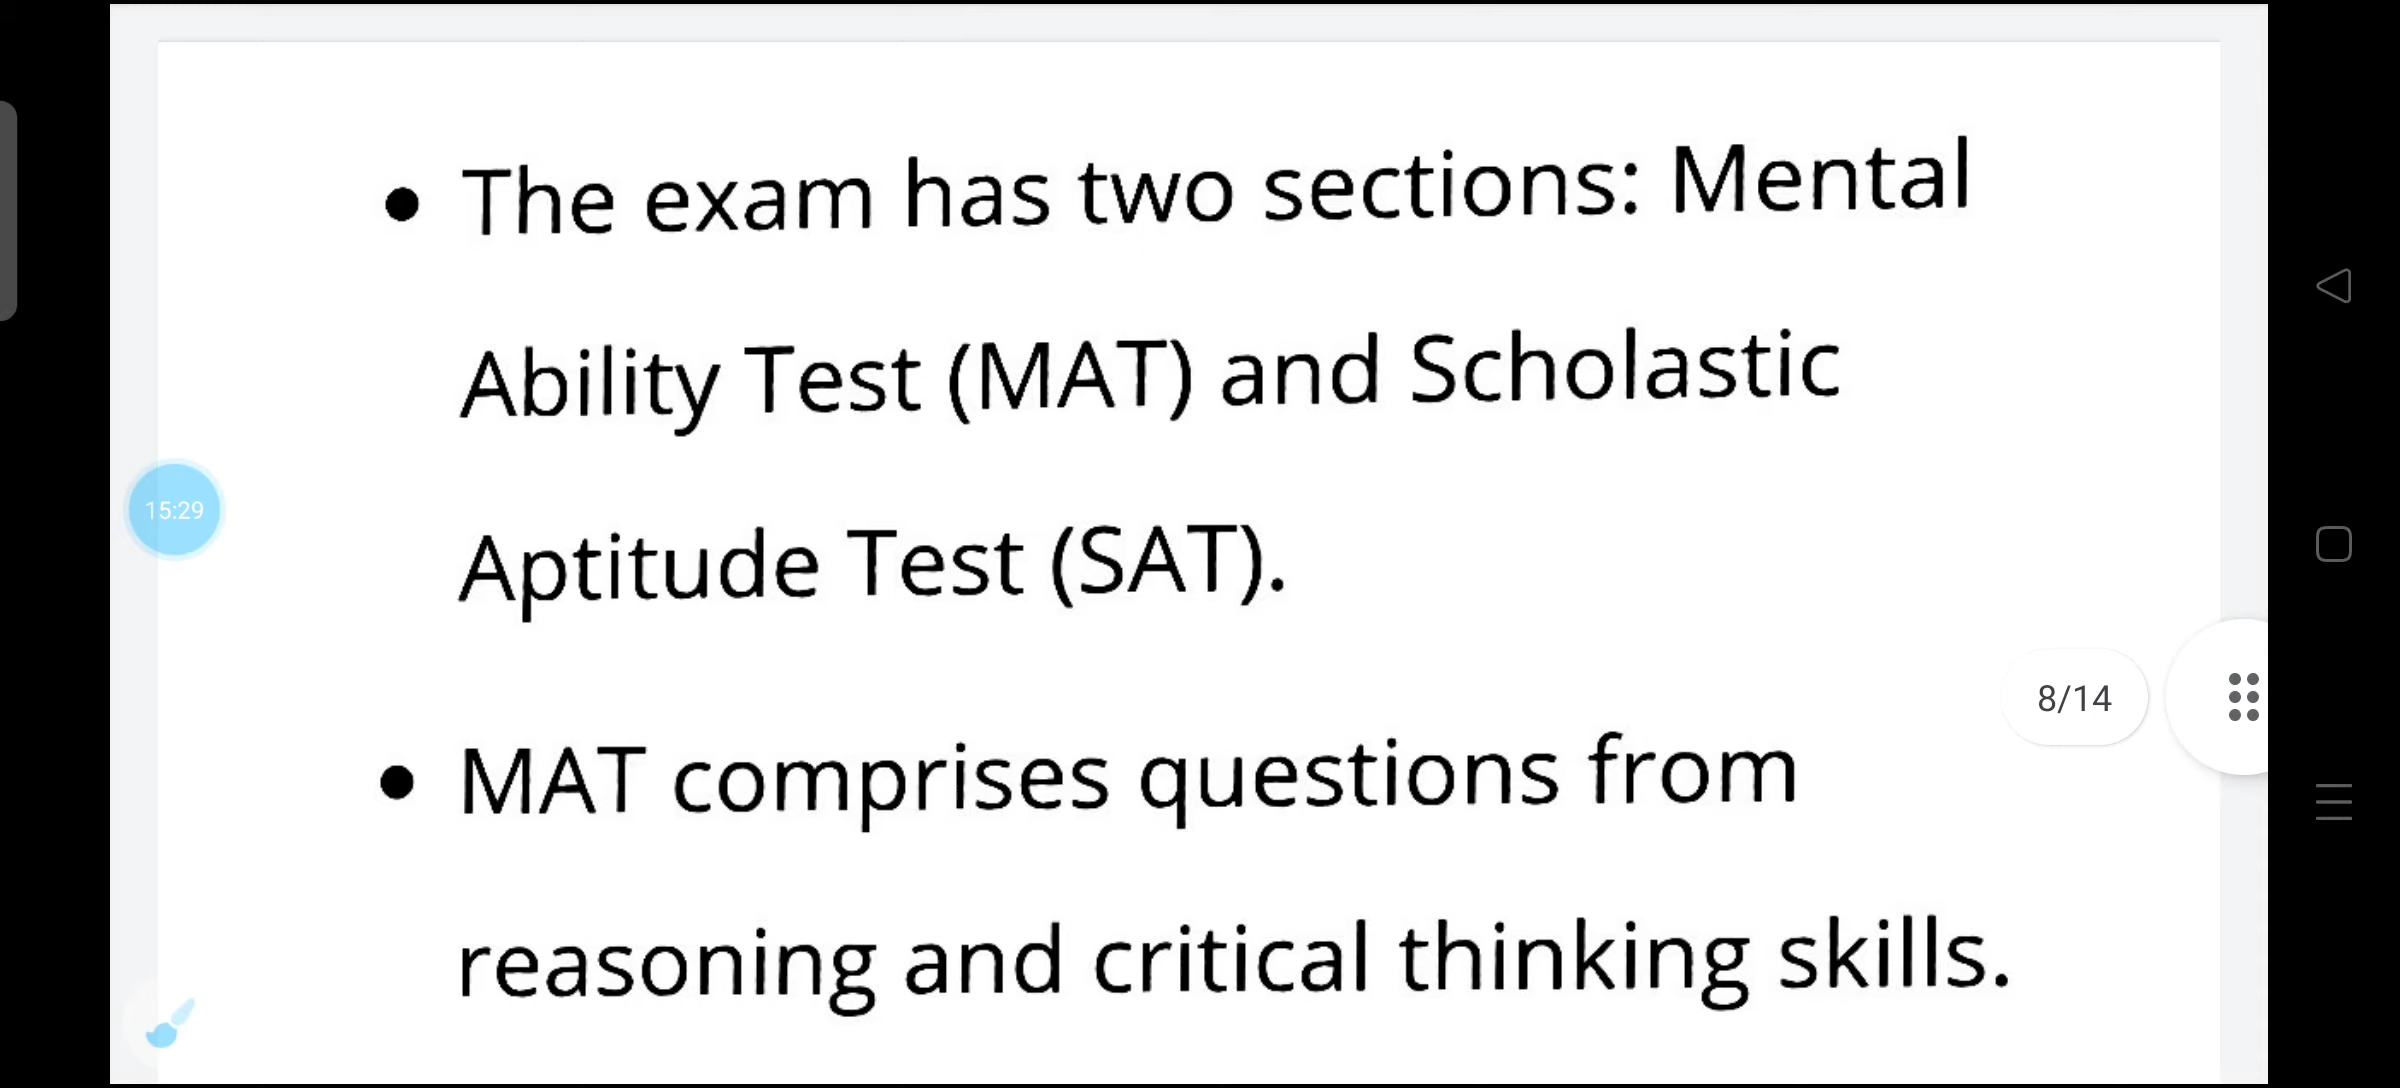 • The exam has two sections: Mental
Ability Test (MAT) and Scholastic
Aptitude Test (SAT).
15:29
8/14
• MAT comprises questions from
reasoning and critical thinking skills.